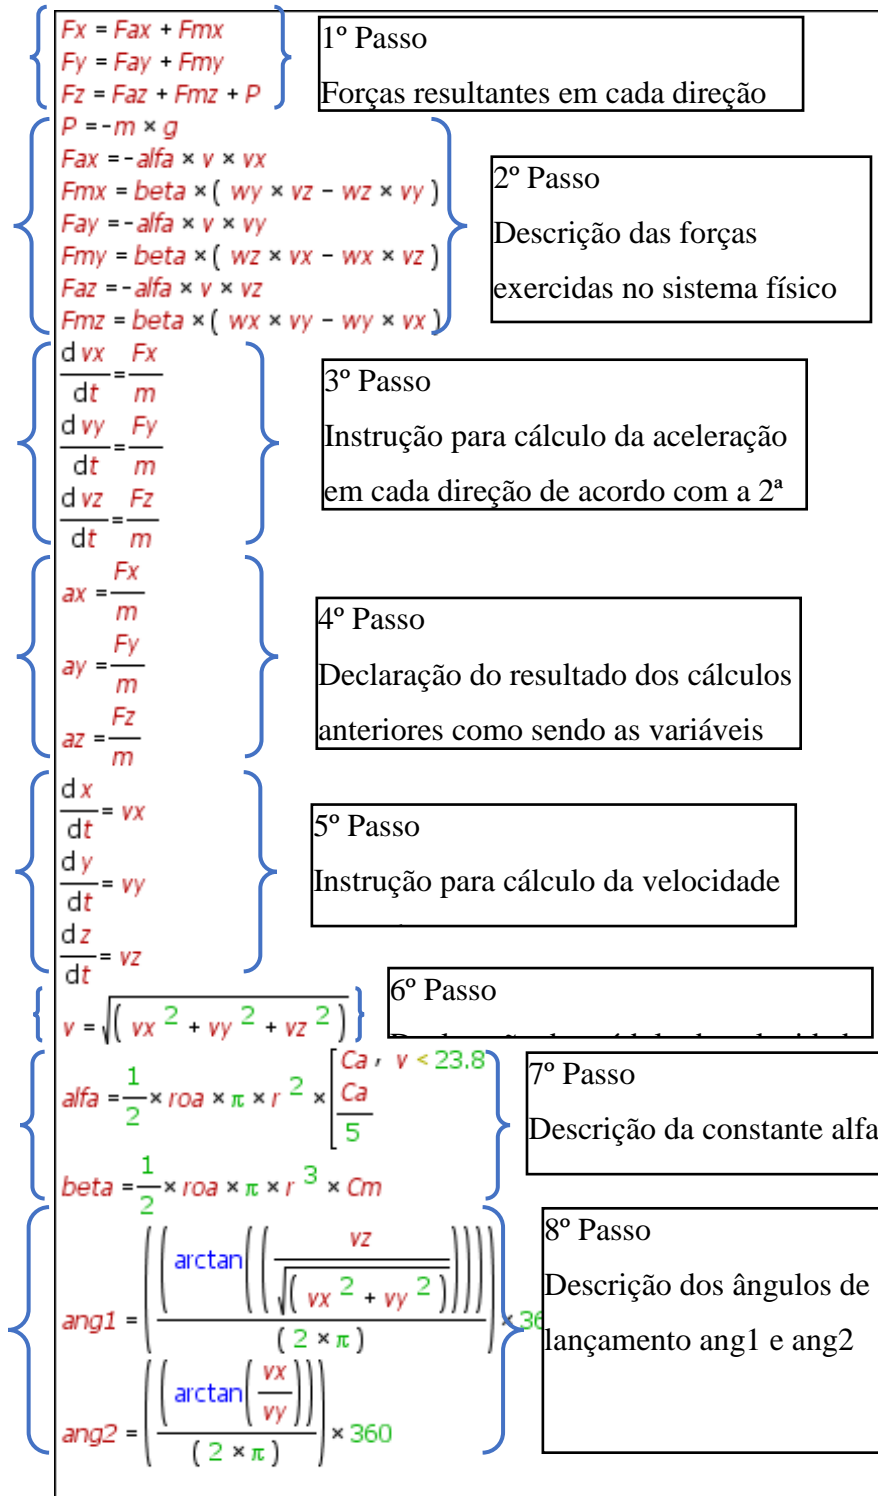 Fx = Fax + Fmx
Fy = Fay + Fmy
Fz = Faz + Fmz + P
1º Passo
Forças resultantes em cada direção
P = -m × g
Fax = -alfa × v × vx
Fmx = beta × ( wy × vz - wz × vy )
Fay = -alfa × v × vy
Fmy = beta × ( wz × vx - wx × vz )
Faz = -alfa × v × vz
Fmz = beta × ( wx × vy - wy × vx )
2º Passo
Descrição das forças
exercidas no sistema físico
d vx / dt = Fx / m
d vy / dt = Fy / m
d vz / dt = Fz / m
3º Passo
Instrução para cálculo da aceleração
em cada direção de acordo com a 2ª
ax = Fx / m
ay = Fy / m
az = Fz / m
4º Passo
Declaração do resultado dos cálculos
anteriores como sendo as variáveis
d x / dt = vx
d y / dt = vy
d z / dt = vz
5º Passo
Instrução para cálculo da velocidade
v = √( vx ² + vy ² + vz ² )
6º Passo
alfa = 1/2 × roa × π × r ² × [ Ca , v < 23.8
Ca / 5
beta = 1/2 × roa × π × r ³ × Cm
7º Passo
Descrição da constante alfa
ang1 = ( ( ( arctan( ( vz / √( vx ² + vy ² ) ) ) ) ) / ( 2 × π ) ) × 36
ang2 = ( ( ( arctan( vx / vy ) ) ) / ( 2 × π ) ) × 360
8º Passo
Descrição dos ângulos de
lançamento ang1 e ang2